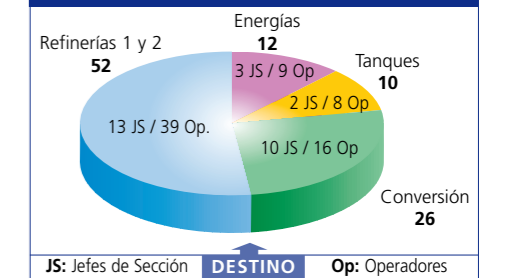 Energías
12
Refinerías 1 y 2
52
Tanques
10
3 JS / 9 Op
2 JS / 8 Op
13 JS / 39 Op.
10 JS / 16 Op
Conversión
26
JS: Jefes de Sección DESTINO Op: Operadores